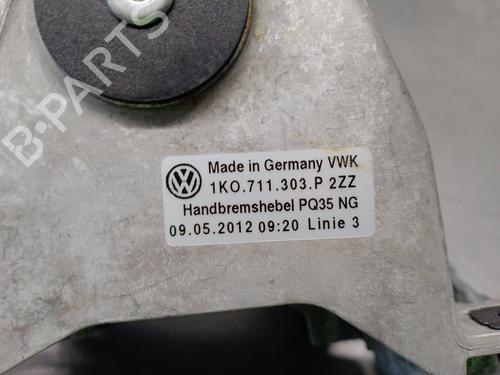 B-PARTS
Made in Germany VWK
1KO.711.303.P 2ZZ
Handbremshebel PQ35 NG
09.05.2012 09:20 Linie 3